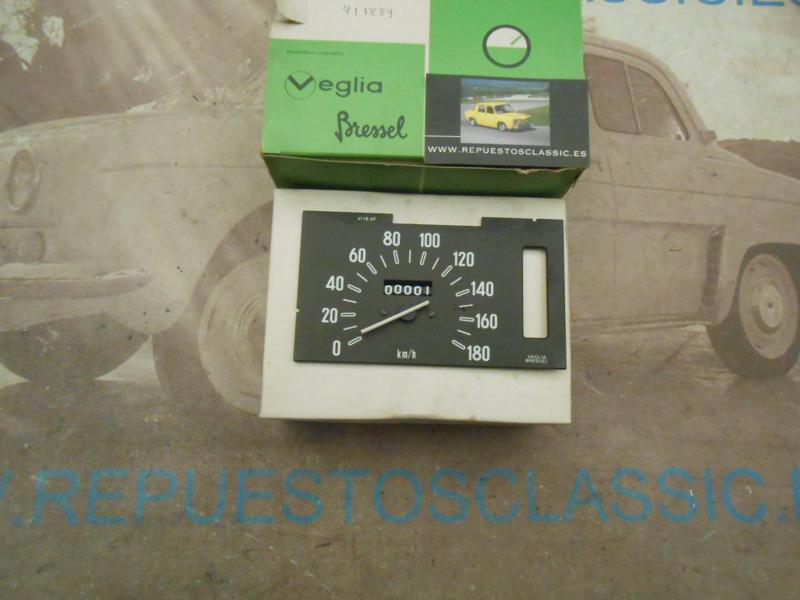 411889
Veglia
Bressel
WWW.REPUESTOSCLASSIC.ES
80 100
60 120
40 140
00001
20 160
0 km/h 180
VEGLIA
BRESSEL
W.REPUESTOSCLASSIC.